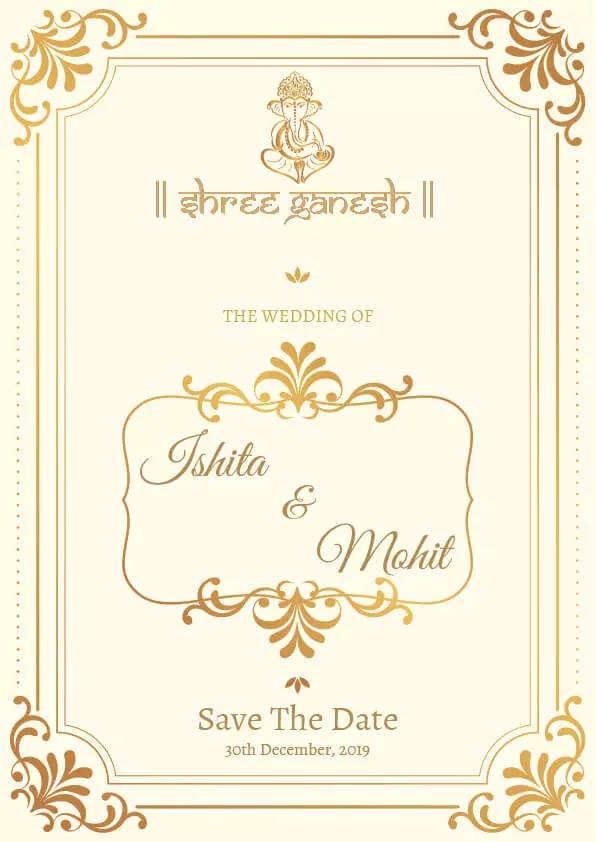 || shree ganesh ||
THE WEDDING OF
Ishita
&
Mohit
Save The Date
30th December, 2019